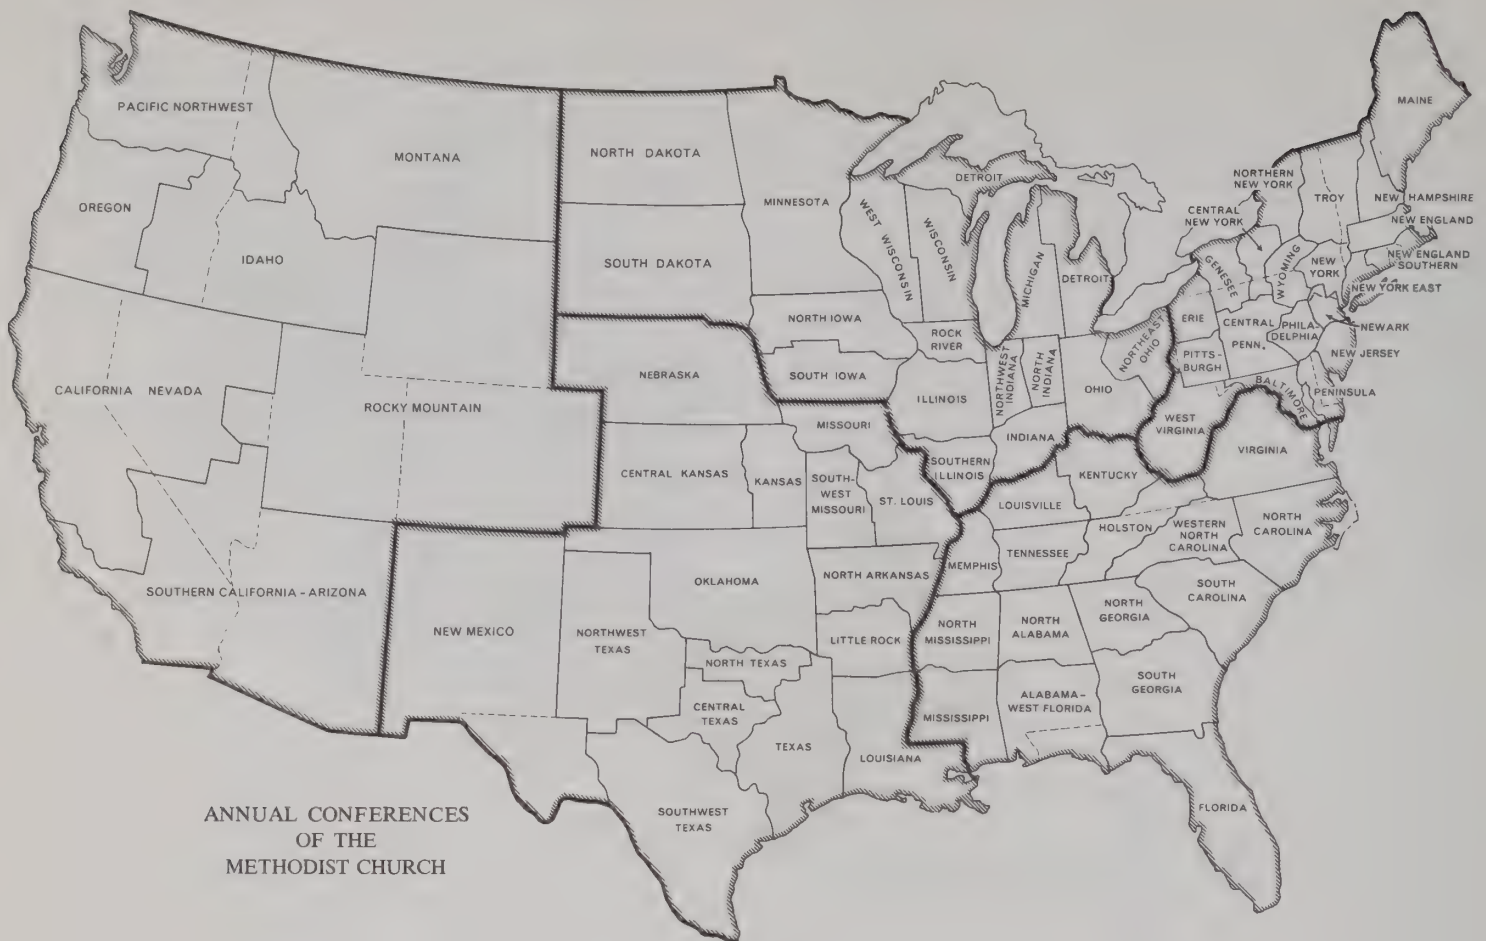 PACIFIC NORTHWEST
MONTANA
NORTH DAKOTA
MINNESOTA
OREGON
IDAHO
SOUTH DAKOTA
WEST WISCONSIN
WISCONSIN
DETROIT
MICHIGAN
DETROIT
NORTHERN
NEW YORK
CENTRAL
NEW YORK
TROY
MAINE
NEW HAMPSHIRE
NEW ENGLAND
NEW ENGLAND
SOUTHERN
NEW YORK EAST
GENESEE
WYOMING
NEW
YORK
NEWARK
NEW JERSEY
ERIE
CENTRAL
PENN.
PHILA-
DELPHIA
PITTS-
BURGH
BALTIMORE
PENINSULA
CALIFORNIA NEVADA
ROCKY MOUNTAIN
NEBRASKA
NORTH IOWA
SOUTH IOWA
ROCK
RIVER
ILLINOIS
NORTHWEST
INDIANA
NORTH
INDIANA
OHIO
NORTHEAST
OHIO
WEST
VIRGINIA
VIRGINIA
MISSOURI
CENTRAL KANSAS
KANSAS
SOUTH-
WEST
MISSOURI
ST. LOUIS
SOUTHERN
ILLINOIS
INDIANA
KENTUCKY
LOUISVILLE
HOLSTON
WESTERN
NORTH
CAROLINA
NORTH
CAROLINA
SOUTHERN CALIFORNIA - ARIZONA
NEW MEXICO
OKLAHOMA
NORTHWEST
TEXAS
NORTH ARKANSAS
MEMPHIS
TENNESSEE
SOUTH
CAROLINA
LITTLE ROCK
NORTH
MISSISSIPPI
NORTH
ALABAMA
NORTH
GEORGIA
NORTH TEXAS
CENTRAL
TEXAS
TEXAS
LOUISIANA
MISSISSIPPI
ALABAMA-
WEST FLORIDA
SOUTH
GEORGIA
SOUTHWEST
TEXAS
FLORIDA
ANNUAL CONFERENCES
OF THE
METHODIST CHURCH